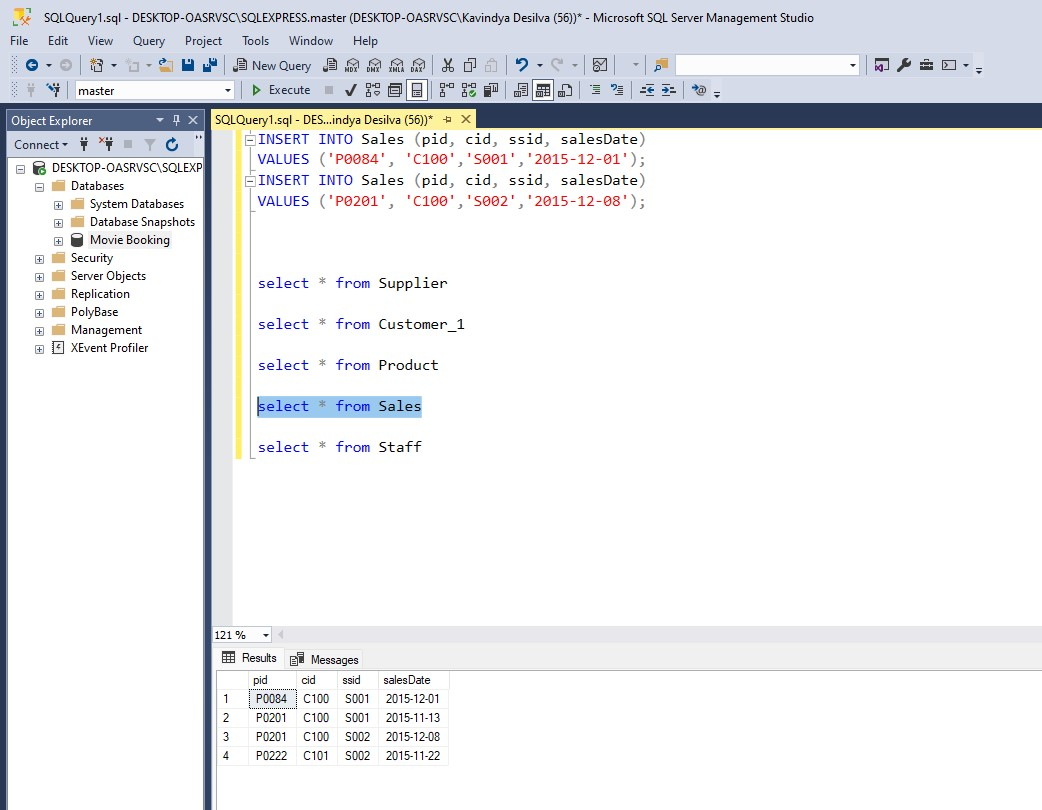 SQLQuery1.sql - DESKTOP-OASRVSC\SQLEXPRESS.master (DESKTOP-OASRVSC\Kavindya Desilva (56))* - Microsoft SQL Server Management Studio
File Edit View Query Project Tools Window Help
New Query MDX DMX XMLA DAX
master Execute
Object Explorer
Connect
DESKTOP-OASRVSC\SQLEXP
Databases
System Databases
Database Snapshots
Movie Booking
Security
Server Objects
Replication
PolyBase
Management
XEvent Profiler
SQLQuery1.sql - DES...indya Desilva (56))*
INSERT INTO Sales (pid, cid, ssid, salesDate)
VALUES ('P0084', 'C100','S001','2015-12-01');
INSERT INTO Sales (pid, cid, ssid, salesDate)
VALUES ('P0201', 'C100','S002','2015-12-08');
select * from Supplier
select * from Customer_1
select * from Product
select * from Sales
select * from Staff
121 %
Results Messages
pid cid ssid salesDate
1 P0084 C100 S001 2015-12-01
2 P0201 C100 S001 2015-11-13
3 P0201 C100 S002 2015-12-08
4 P0222 C101 S002 2015-11-22